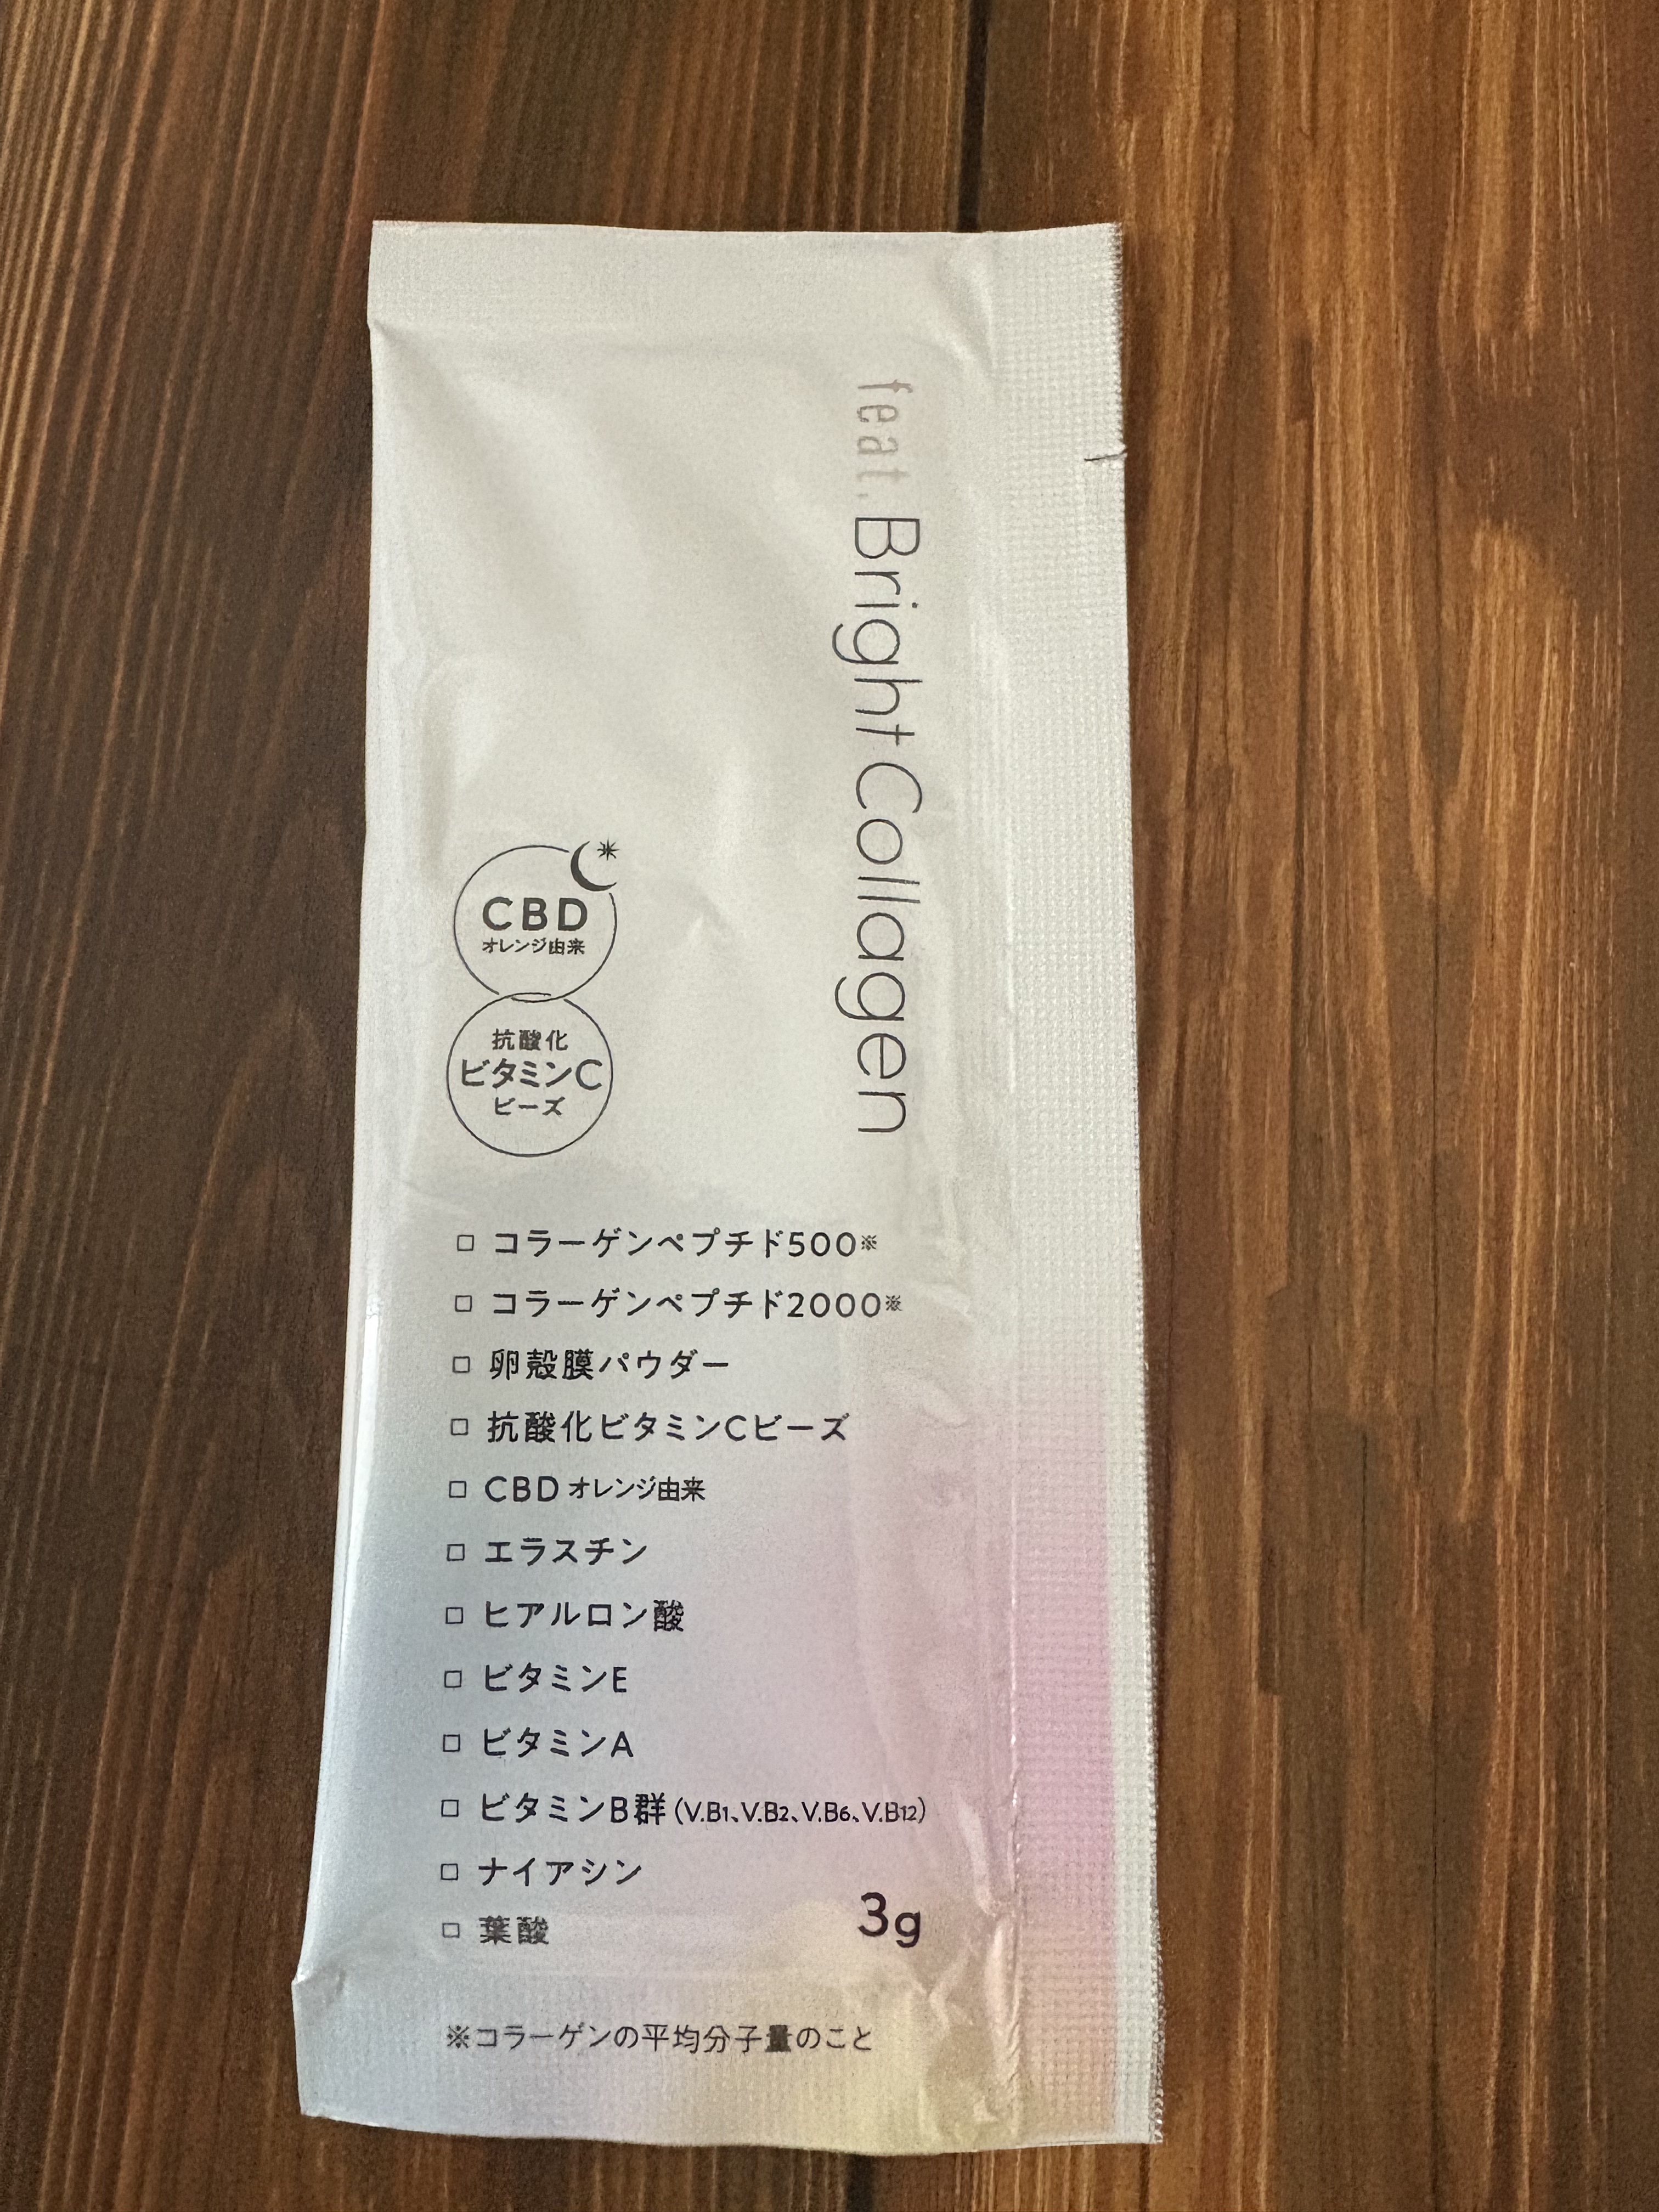 feat. Bright Collagen
CBD
オレンジ由来
抗酸化
ビタミンC
ビーズ
□ コラーゲンペプチド500※
□ コラーゲンペプチド2000※
□ 卵殻膜パウダー
□ 抗酸化ビタミンCビーズ
□ CBD オレンジ由来
□ エラスチン
□ ヒアルロン酸
□ ビタミンE
□ ビタミンA
□ ビタミンB群(V.B1、V.B2、V.B6、V.B12)
□ ナイアシン
□ 葉酸
3g
※コラーゲンの平均分子量のこと